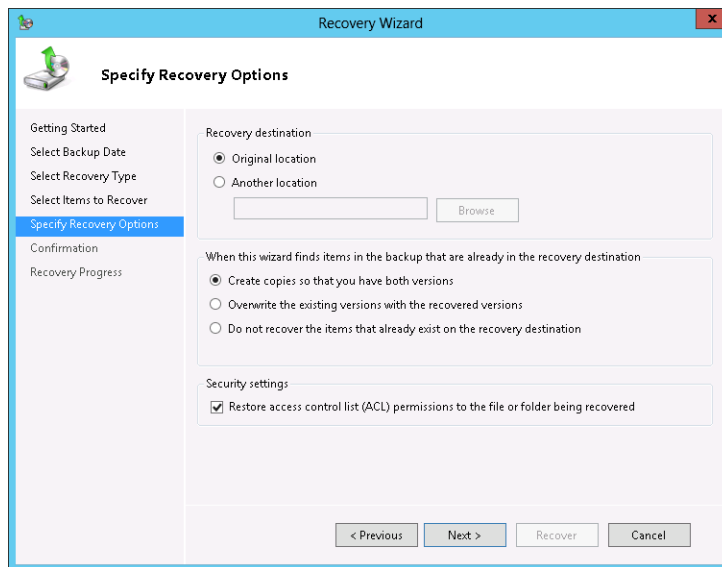 Recovery Wizard
x
Specify Recovery Options
Getting Started
Select Backup Date
Select Recovery Type
Select Items to Recover
Specify Recovery Options
Confirmation
Recovery Progress
Recovery destination
Original location
Another location
Browse
When this wizard finds items in the backup that are already in the recovery destination
Create copies so that you have both versions
Overwrite the existing versions with the recovered versions
Do not recover the items that already exist on the recovery destination
Security settings
Restore access control list (ACL) permissions to the file or folder being recovered
< Previous Next > Recover Cancel